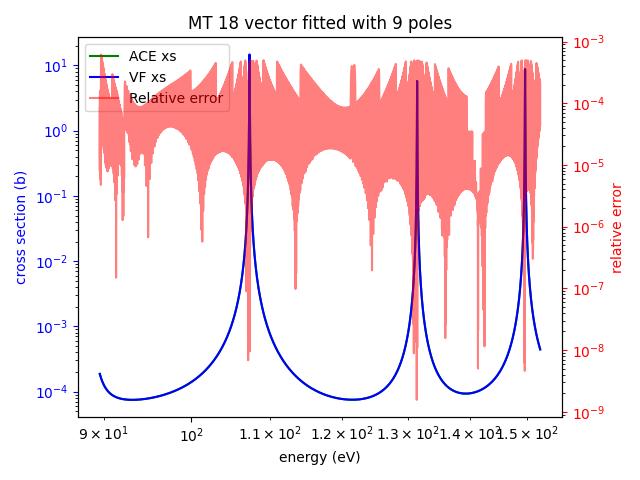 MT 18 vector fitted with 9 poles
ACE xs
VF xs
Relative error
cross section (b)
10¹
10⁰
10⁻¹
10⁻²
10⁻³
10⁻⁴
relative error
10⁻³
10⁻⁴
10⁻⁵
10⁻⁶
10⁻⁷
10⁻⁸
10⁻⁹
9 × 10¹ 10² 1.1 × 10² 1.2 × 10² 1.3 × 10² 1.4 × 10² 1.5 × 10²
energy (eV)